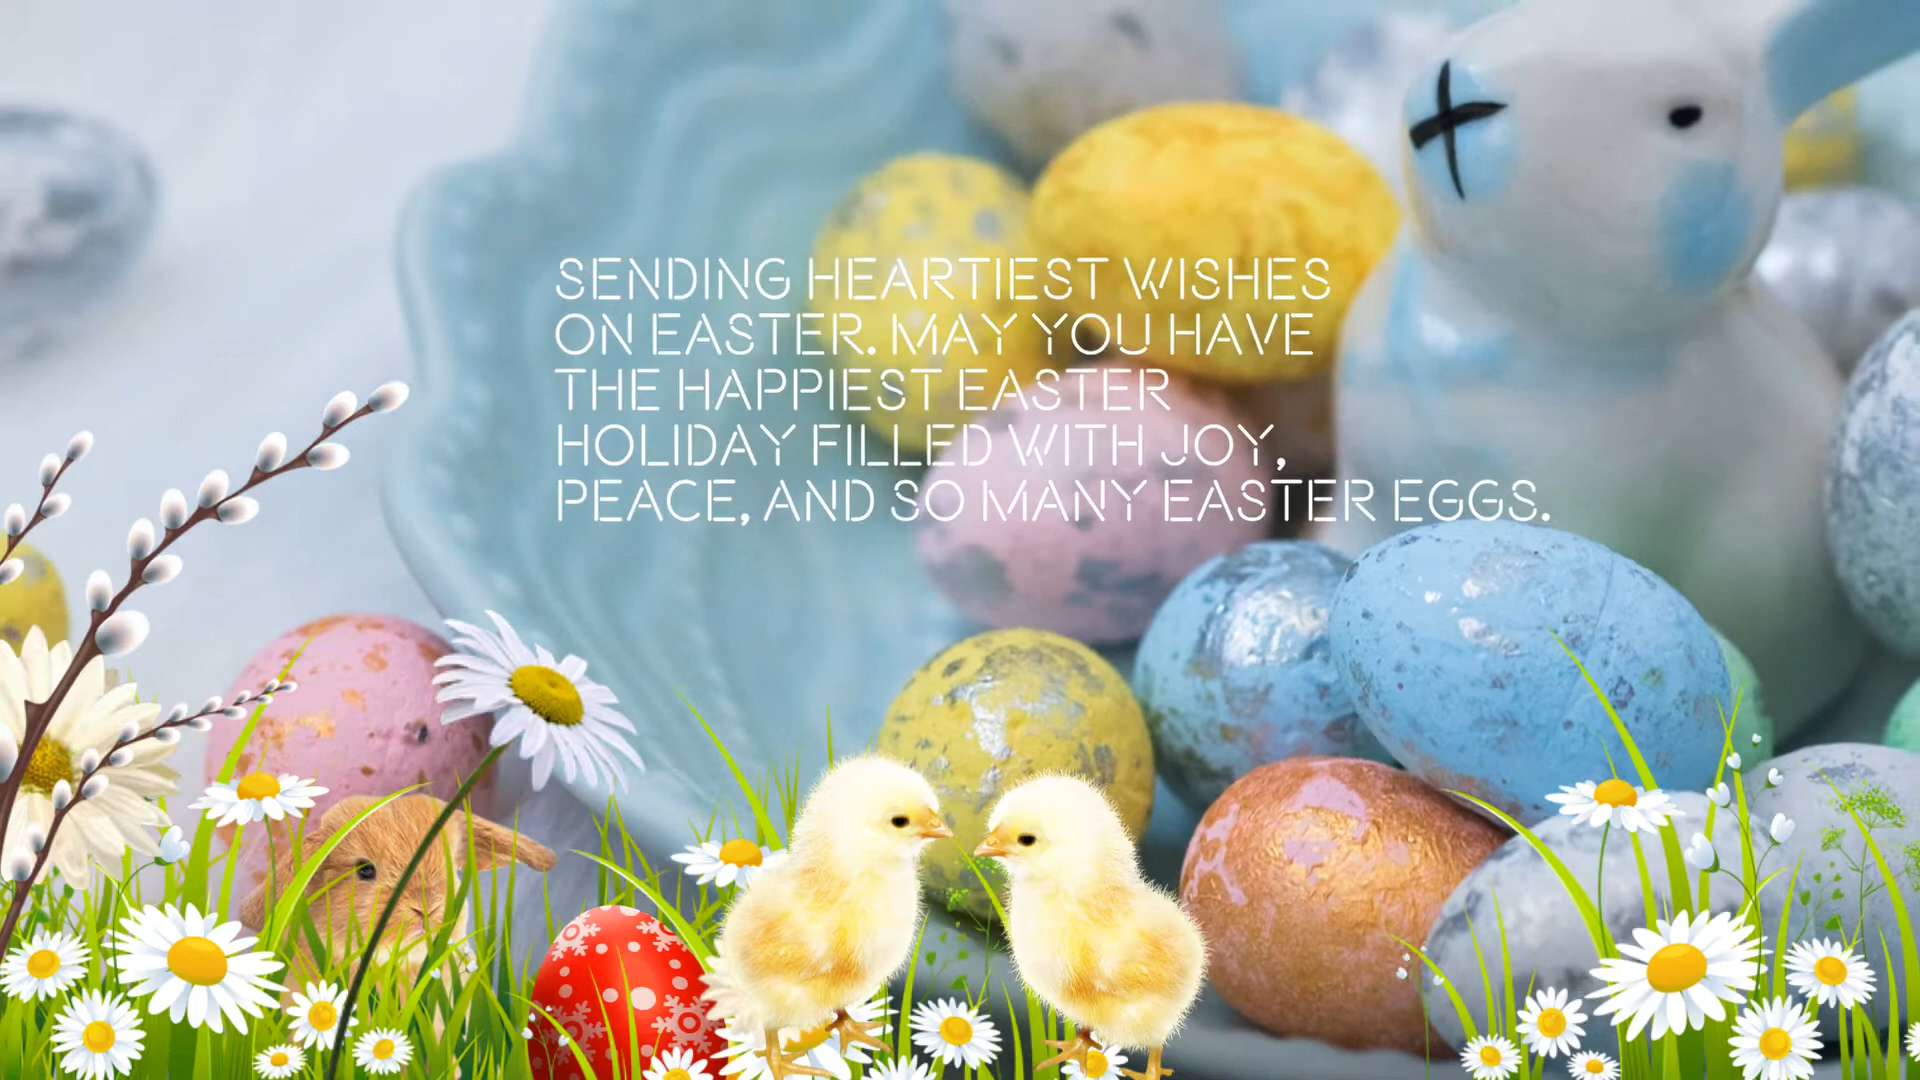 SENDING HEARTIEST WISHES
ON EASTER. MAY YOU HAVE
THE HAPPIEST EASTER
HOLIDAY FILLED WITH JOY,
PEACE, AND SO MANY EASTER EGGS.